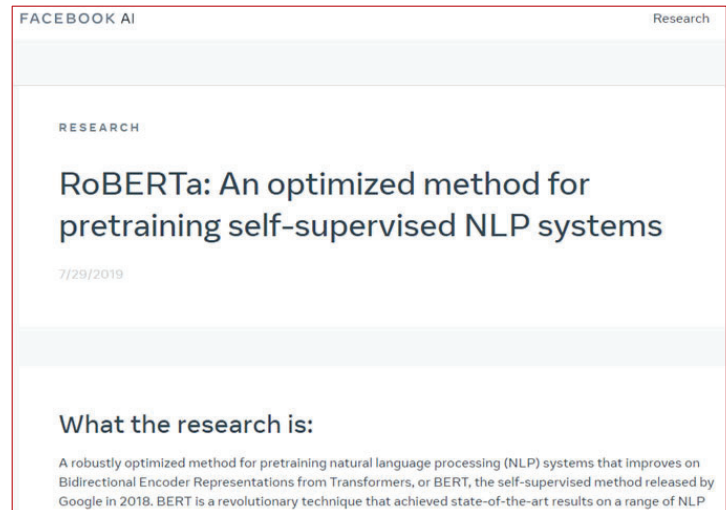 FACEBOOK AI
Research
RESEARCH
RoBERTa: An optimized method for
pretraining self-supervised NLP systems
7/29/2019
What the research is:
A robustly optimized method for pretraining natural language processing (NLP) systems that improves on
Bidirectional Encoder Representations from Transformers, or BERT, the self-supervised method released by
Google in 2018. BERT is a revolutionary technique that achieved state-of-the-art results on a range of NLP